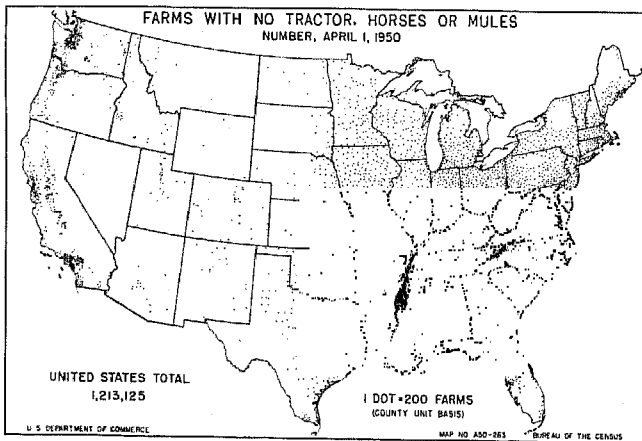 FARMS WITH NO TRACTOR, HORSES OR MULES
NUMBER, APRIL 1, 1950
UNITED STATES TOTAL
1,213,125
1 DOT=200 FARMS
(COUNTY UNIT BASIS)
U S DEPARTMENT OF COMMERCE
MAP NO A50-263
BUREAU OF THE CENSUS